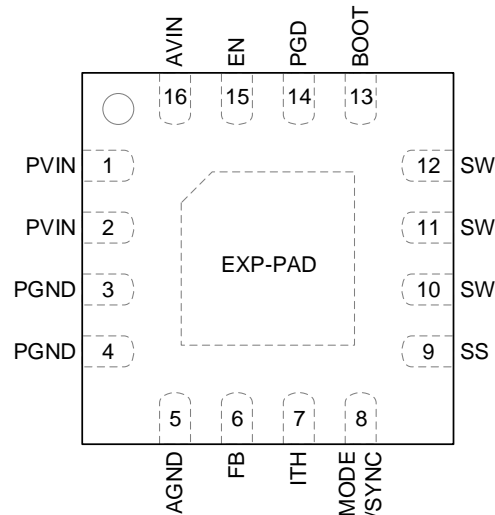 AVIN
EN
PGD
BOOT
16
15
14
13
PVIN 1
12 SW
PVIN 2
11 SW
EXP-PAD
PGND 3
10 SW
PGND 4
9 SS
5
6
7
8
AGND
FB
ITH
MODE
/SYNC